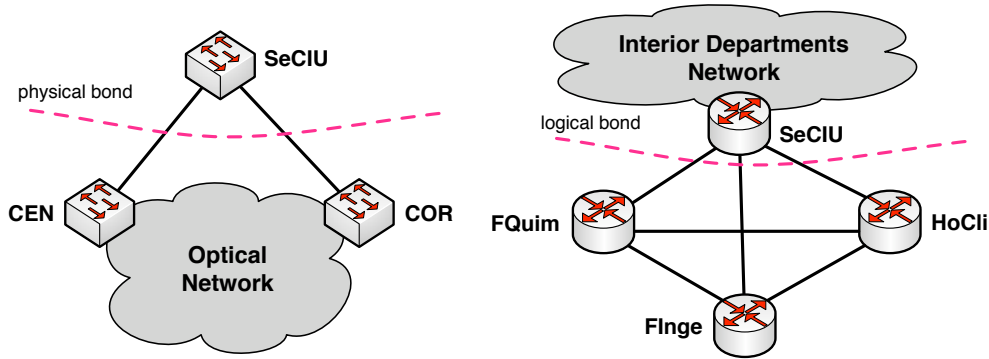 SeCIU
physical bond
CEN
COR
Optical
Network
Interior Departments
Network
logical bond
SeCIU
FQuim
HoCli
FInge